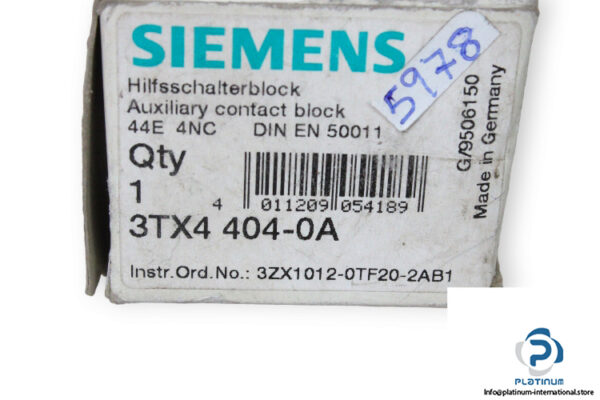 SIEMENS
5978
Hilfsschalterblock
Auxiliary contact block
44E 4NC DIN EN 50011
Qty
1
4 011209 054189
3TX4 404-0A
Instr.Ord.No.: 3ZX1012-0TF20-2AB1
G/9506150
Made in Germany
PLATINUM
Info@platinum-international.store